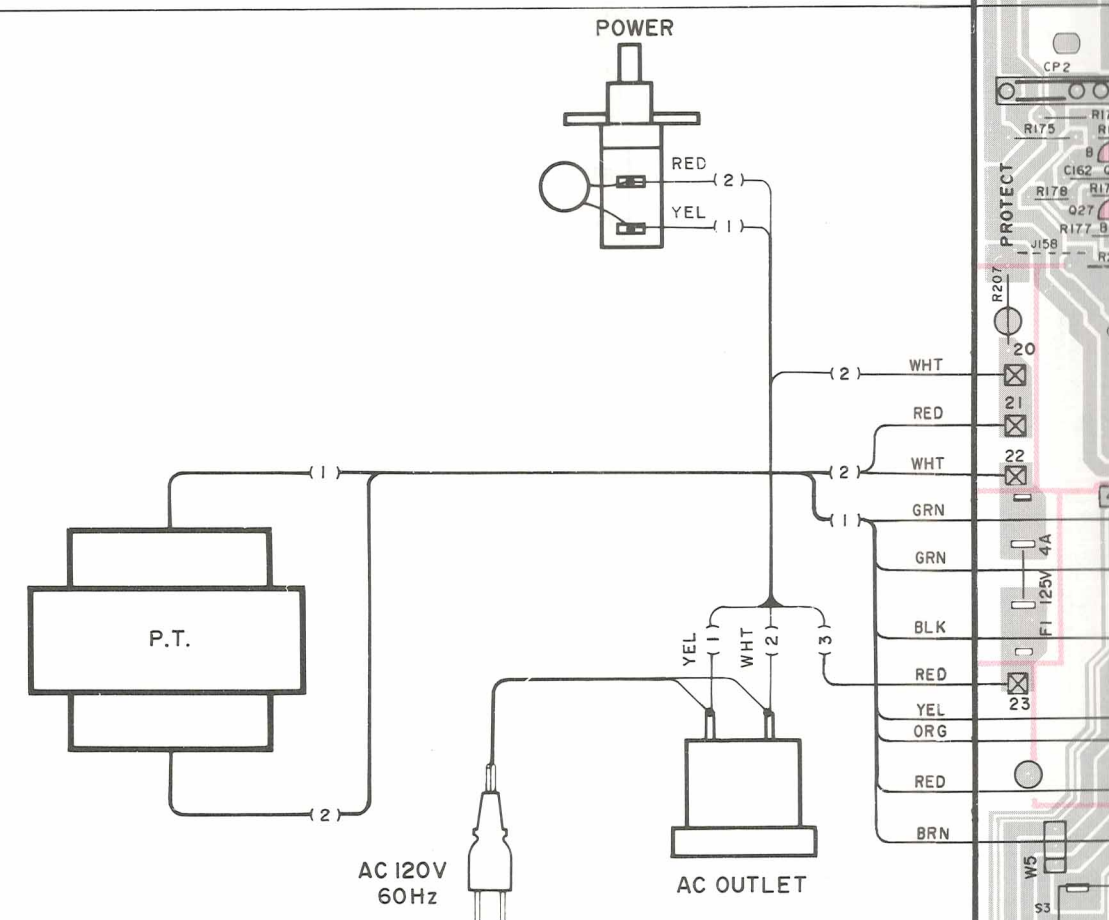 POWER
CP2
R175
B
C162
PROTECT
R178
Q27
R177 B
J158
RED
(2)
YEL
(1)
R207
20
(2)
WHT
21
RED
22
(1)
(2)
WHT
(1)
GRN
4A
GRN
125V
F1
P.T.
YEL
(1)
WHT
(2)
(3)
BLK
RED
23
YEL
ORG
RED
(2)
BRN
W5
AC 120V
60Hz
AC OUTLET
S3